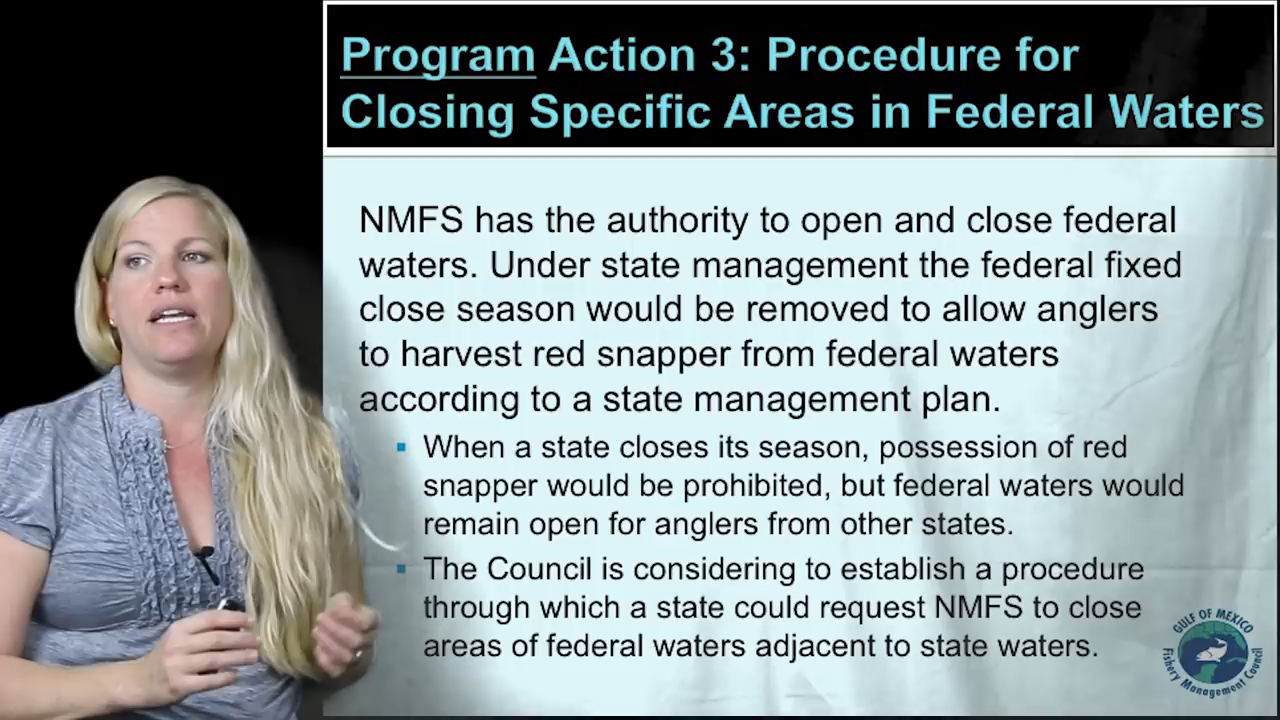 Program Action 3: Procedure for
Closing Specific Areas in Federal Waters
NMFS has the authority to open and close federal
waters. Under state management the federal fixed
close season would be removed to allow anglers
to harvest red snapper from federal waters
according to a state management plan.
When a state closes its season, possession of red
snapper would be prohibited, but federal waters would
remain open for anglers from other states.
The Council is considering to establish a procedure
through which a state could request NMFS to close
areas of federal waters adjacent to state waters.
GULF OF MEXICO
Fishery Management Council